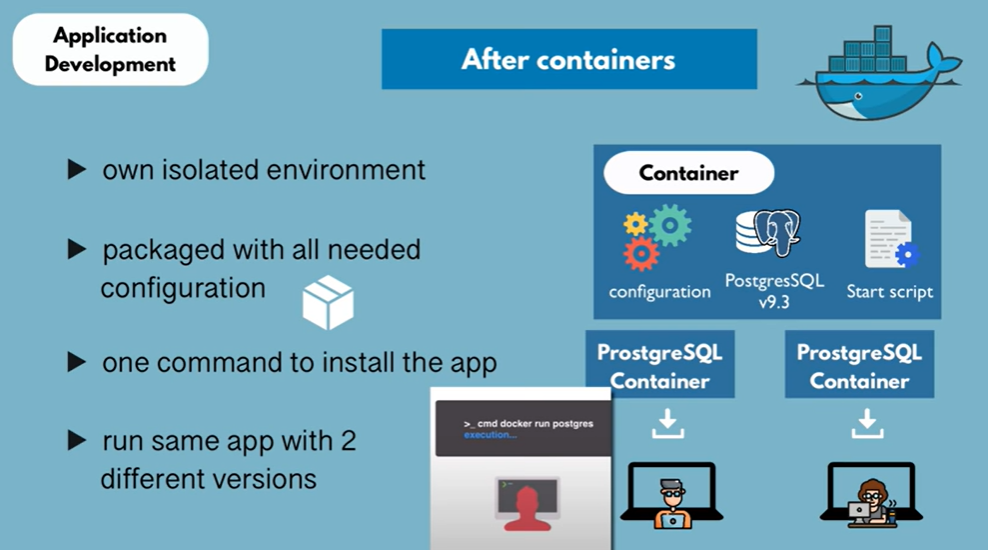 Application
Development
After containers
own isolated environment
packaged with all needed
configuration
one command to install the app
run same app with 2
different versions
Container
configuration
PostgresSQL
v9.3
Start script
ProstgreSQL
Container
ProstgreSQL
Container
>_ cmd docker run postgres
execution...